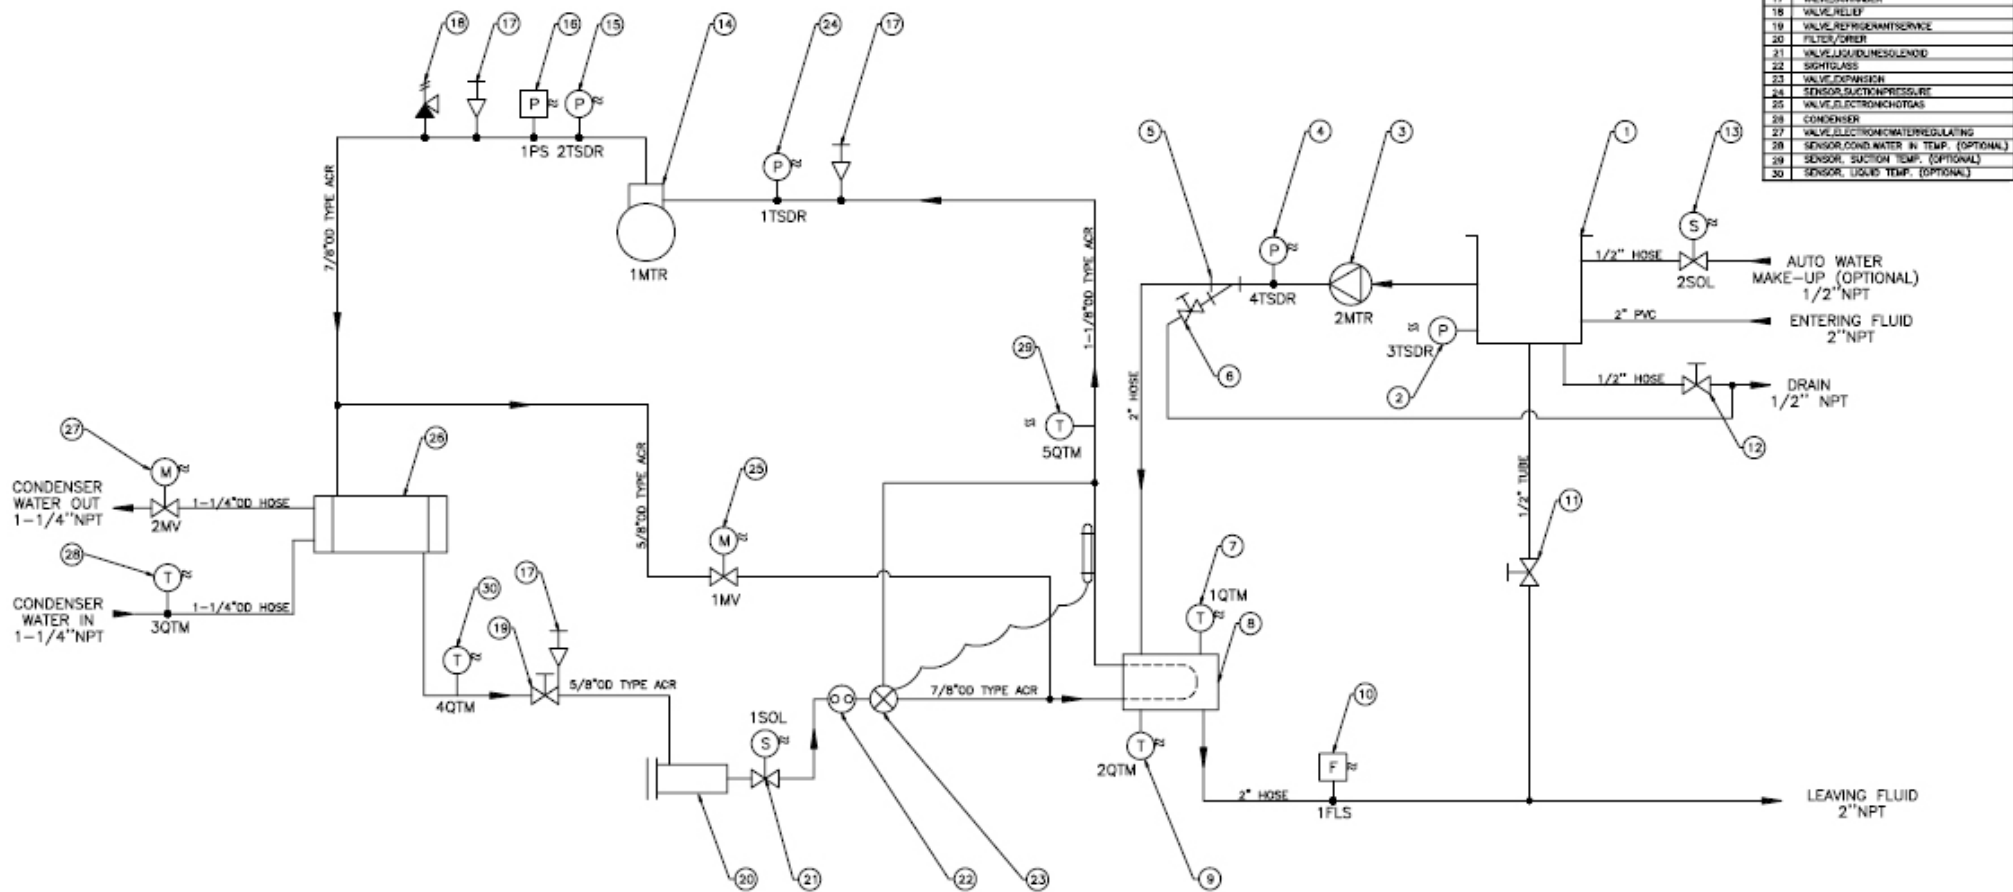 18 VALVE,RELIEF
19 VALVE,REFRIGERANTSERVICE
20 FILTER/DRIER
21 VALVE,LIQUIDLINESOLENOID
22 SIGHTGLASS
23 VALVE,EXPANSION
24 SENSOR,SUCTIONPRESSURE
25 VALVE,ELECTRONICHOTGAS
26 CONDENSER
27 VALVE,ELECTRONICWATERREGULATING
28 SENSOR,COND.WATER IN TEMP. (OPTIONAL)
29 SENSOR, SUCTION TEMP. (OPTIONAL)
30 SENSOR, LIQUID TEMP. (OPTIONAL)
18
17
16
15
14
24
17
5
4
3
1
13
P
P
1PS 2TSDR
P
1TSDR
1MTR
7/8"OD TYPE ACR
1-1/8"OD TYPE ACR
P
4TSDR
2MTR
S
2SOL
1/2" HOSE
AUTO WATER
MAKE-UP (OPTIONAL)
1/2"NPT
2" PVC
ENTERING FLUID
2"NPT
P
3TSDR
2
6
1/2" HOSE
DRAIN
1/2" NPT
12
29
T
5QTM
2" HOSE
27
M
2MV
CONDENSER
WATER OUT
1-1/4"NPT
1-1/4"OD HOSE
26
5/8"OD TYPE ACR
25
M
1MV
1/2" TUBE
11
28
T
3QTM
CONDENSER
WATER IN
1-1/4"NPT
1-1/4"OD HOSE
30
T
4QTM
17
19
5/8"OD TYPE ACR
7
1QTM
T
8
7/8"OD TYPE ACR
1SOL
S
T
2QTM
10
F
1FLS
2" HOSE
LEAVING FLUID
2"NPT
20
21
22
23
9